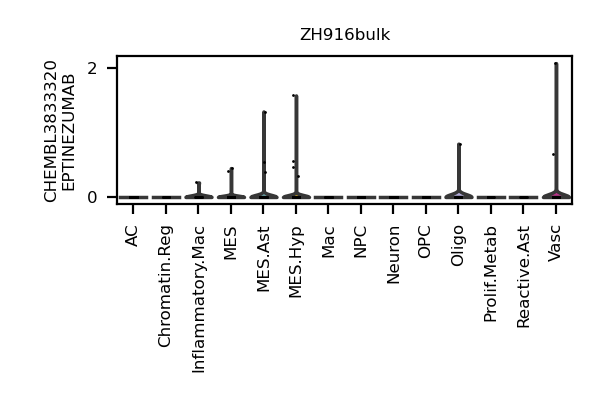 ZH916bulk
CHEMBL3833320
EPTINEZUMAB
2
0
AC
Chromatin.Reg
Inflammatory.Mac
MES
MES.Ast
MES.Hyp
Mac
NPC
Neuron
OPC
Oligo
Prolif.Metab
Reactive.Ast
Vasc